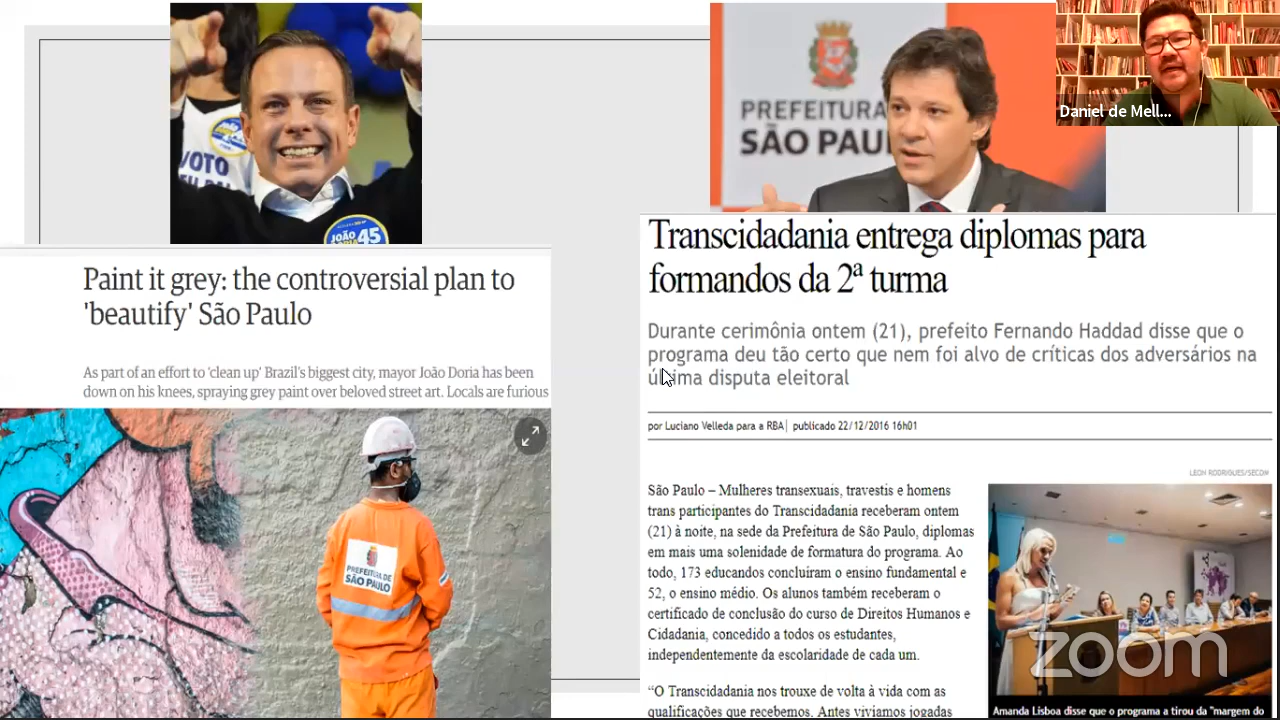 VOTO
JOÃO
45
PREFEITURA
SÃO PAUL
Daniel de Mell...
Paint it grey: the controversial plan to
'beautify' São Paulo
As part of an effort to 'clean up' Brazil's biggest city, mayor João Doria has been
down on his knees, spraying grey paint over beloved street art. Locals are furious
PREFEITURA DE
SÃO PAULO
Transcidadania entrega diplomas para
formandos da 2ª turma
Durante cerimônia ontem (21), prefeito Fernando Haddad disse que o
programa deu tão certo que nem foi alvo de críticas dos adversários na
última disputa eleitoral
por Luciano Velleda para a RBA| publicado 22/12/2016 16h01
LEON RODRIGUES/SECOM
São Paulo – Mulheres transexuais, travestis e homens
trans participantes do Transcidadania receberam ontem
(21) à noite, na sede da Prefeitura de São Paulo, diplomas
em mais uma solenidade de formatura do programa. Ao
todo, 173 educandos concluíram o ensino fundamental e
52, o ensino médio. Os alunos também receberam o
certificado de conclusão do curso de Direitos Humanos e
Cidadania, concedido a todos os estudantes,
independentemente da escolaridade de cada um.
“O Transcidadania nos trouxe de volta à vida com as
qualificações que recebemos. Antes vivíamos jogadas
zoom
Amanda Lisboa disse que o programa a tirou da "margem do